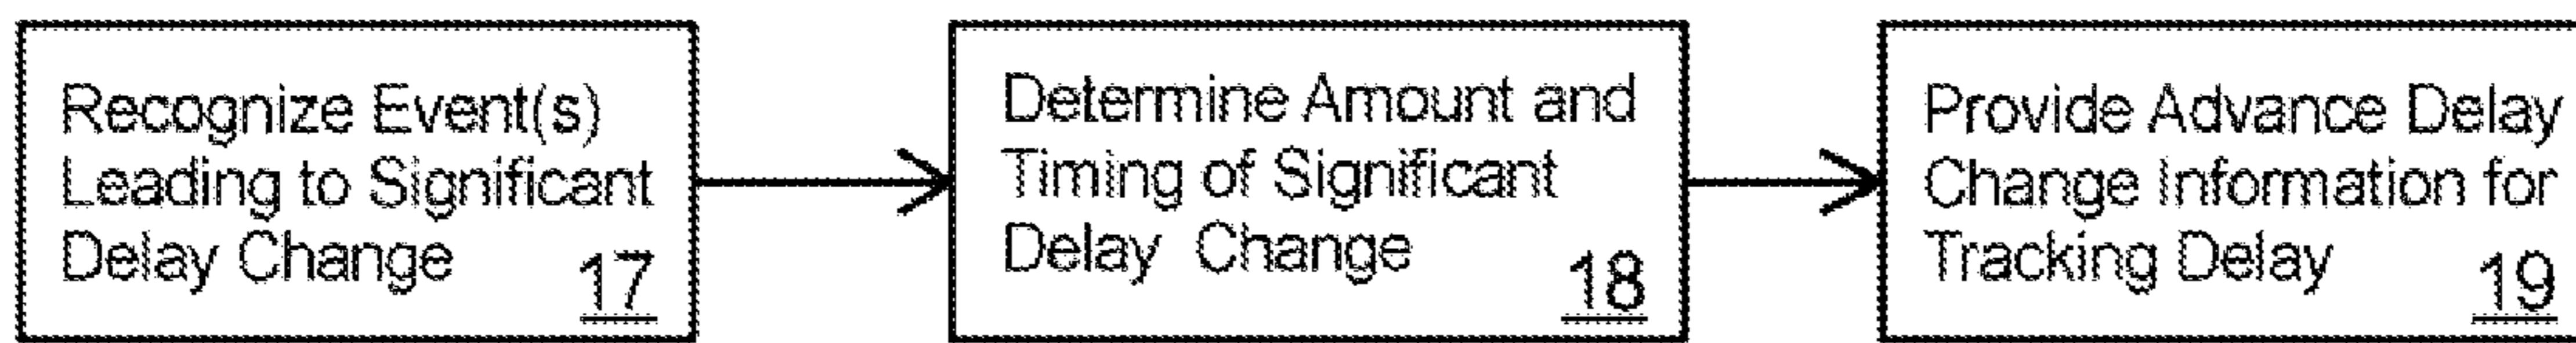 Recognize Event(s)
Leading to Significant
Delay Change
17
Determine Amount and
Timing of Significant
Delay Change
18
Provide Advance Delay
Change Information for
Tracking Delay
19